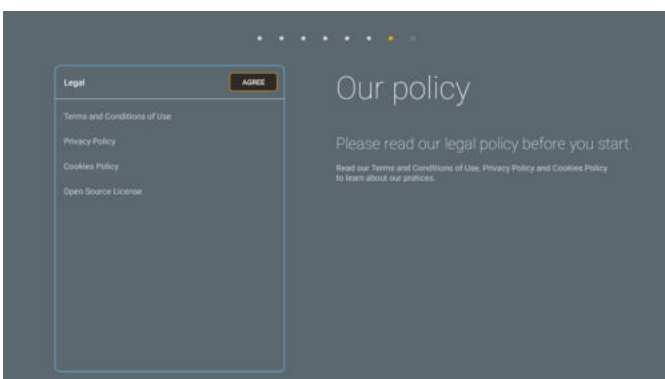 Legal
AGREE
Terms and Conditions of Use
Privacy Policy
Cookies Policy
Open Source License
Our policy
Please read our legal policy before you start.
Read our Terms and Conditions of Use, Privacy Policy and Cookies Policy
to learn about our pratices.